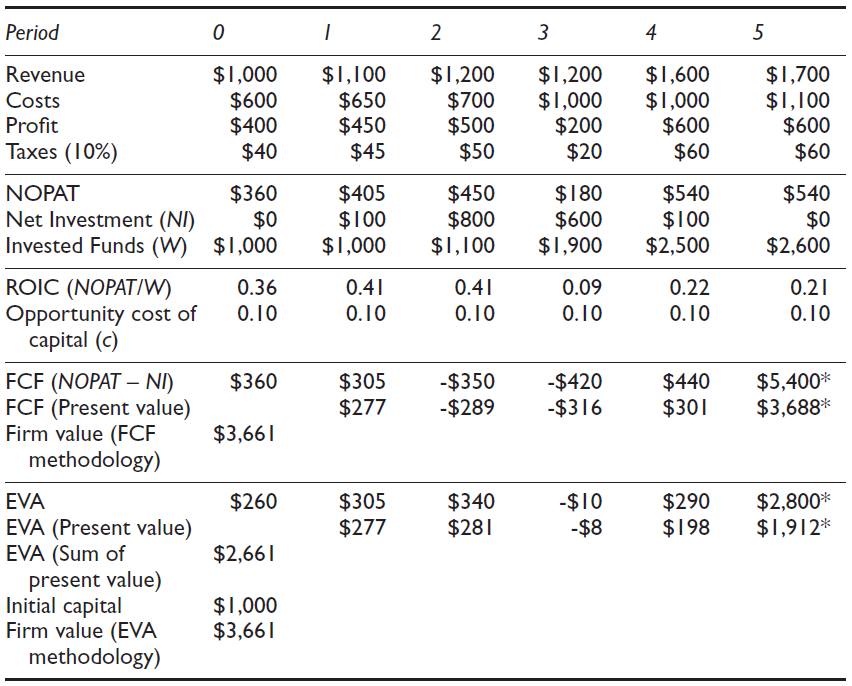 Period 0 1 2 3 4 5
Revenue $1,000 $1,100 $1,200 $1,200 $1,600 $1,700
Costs $600 $650 $700 $1,000 $1,000 $1,100
Profit $400 $450 $500 $200 $600 $600
Taxes (10%) $40 $45 $50 $20 $60 $60
NOPAT $360 $405 $450 $180 $540 $540
Net Investment (NI) $0 $100 $800 $600 $100 $0
Invested Funds (W) $1,000 $1,000 $1,100 $1,900 $2,500 $2,600
ROIC (NOPAT/W) 0.36 0.41 0.41 0.09 0.22 0.21
Opportunity cost of 0.10 0.10 0.10 0.10 0.10 0.10
capital (c)
FCF (NOPAT – NI) $360 $305 -$350 -$420 $440 $5,400*
FCF (Present value) $277 -$289 -$316 $301 $3,688*
Firm value (FCF $3,661
methodology)
EVA $260 $305 $340 -$10 $290 $2,800*
EVA (Present value) $277 $281 -$8 $198 $1,912*
EVA (Sum of $2,661
present value)
Initial capital $1,000
Firm value (EVA $3,661
methodology)